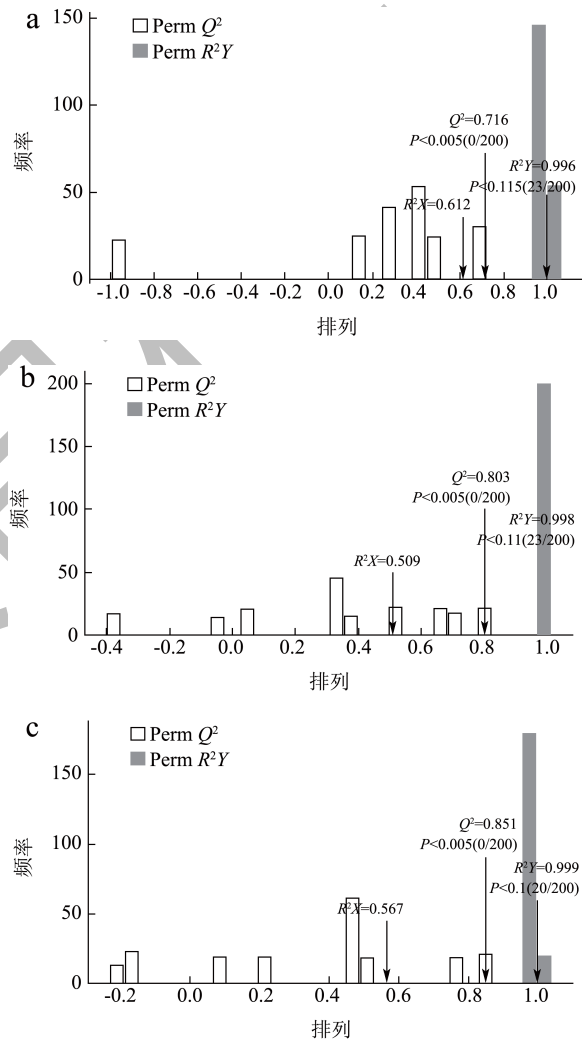 a
150
100
50
0
频率
Perm Q²
Perm R²Y
Q²=0.716
P<0.005(0/200)
R²Y=0.996
P<0.115(23/200)
R²X=0.612
-1.0 -0.8 -0.6 -0.4 -0.2 0.0 0.2 0.4 0.6 0.8 1.0
排列
b
200
150
100
50
0
频率
Perm Q²
Perm R²Y
Q²=0.803
P<0.005(0/200)
R²Y=0.998
P<0.11(23/200)
R²X=0.509
-0.4 -0.2 0.0 0.2 0.4 0.6 0.8 1.0
排列
c
150
100
50
0
频率
Perm Q²
Perm R²Y
Q²=0.851
P<0.005(0/200)
R²Y=0.999
P<0.1(20/200)
R²X=0.567
-0.2 0.0 0.2 0.4 0.6 0.8 1.0
排列